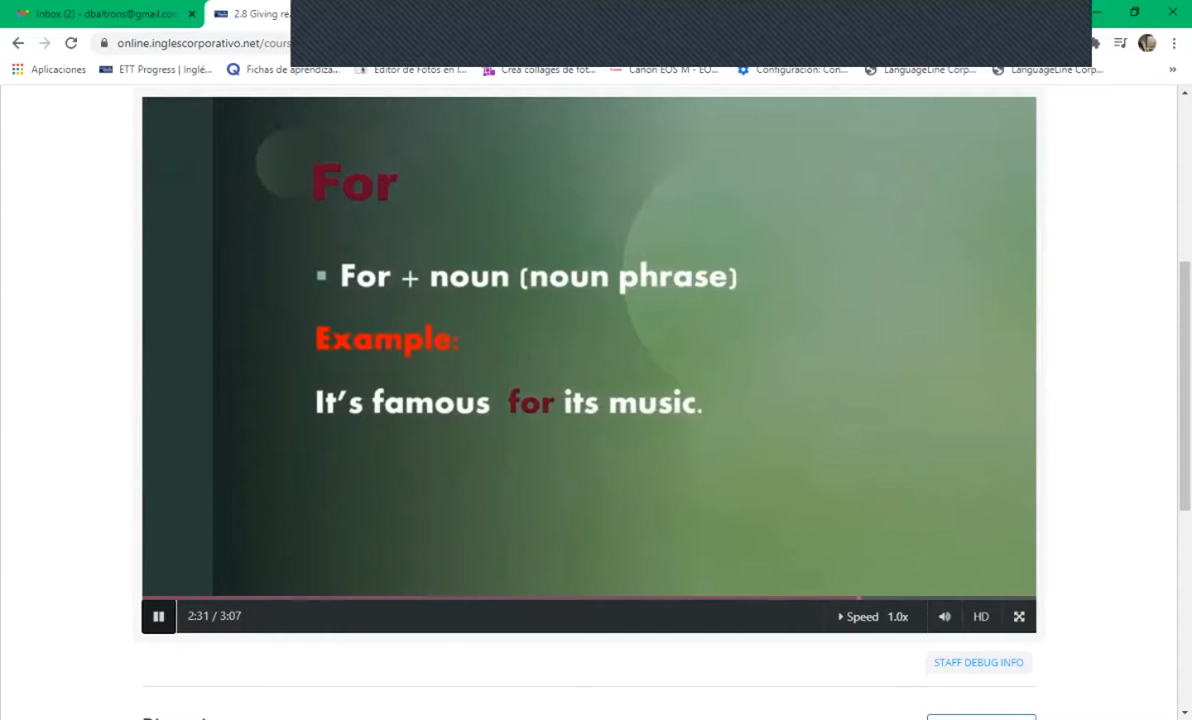 Inbox (2) - dbaltrons@gmail.com
2.8 Giving re
online.inglescorporativo.net/cours
Aplicaciones
ETT Progress | Inglé...
Fichas de aprendiza...
Editor de Fotos en l...
Crea collages de fot...
Canon EOS M - EO...
Configuración: Con...
LanguageLine Corp...
LanguageLine Corp...
»
For
▪ For + noun (noun phrase)
Example:
It's famous for its music.
2:31 / 3:07
Speed 1.0x
HD
STAFF DEBUG INFO